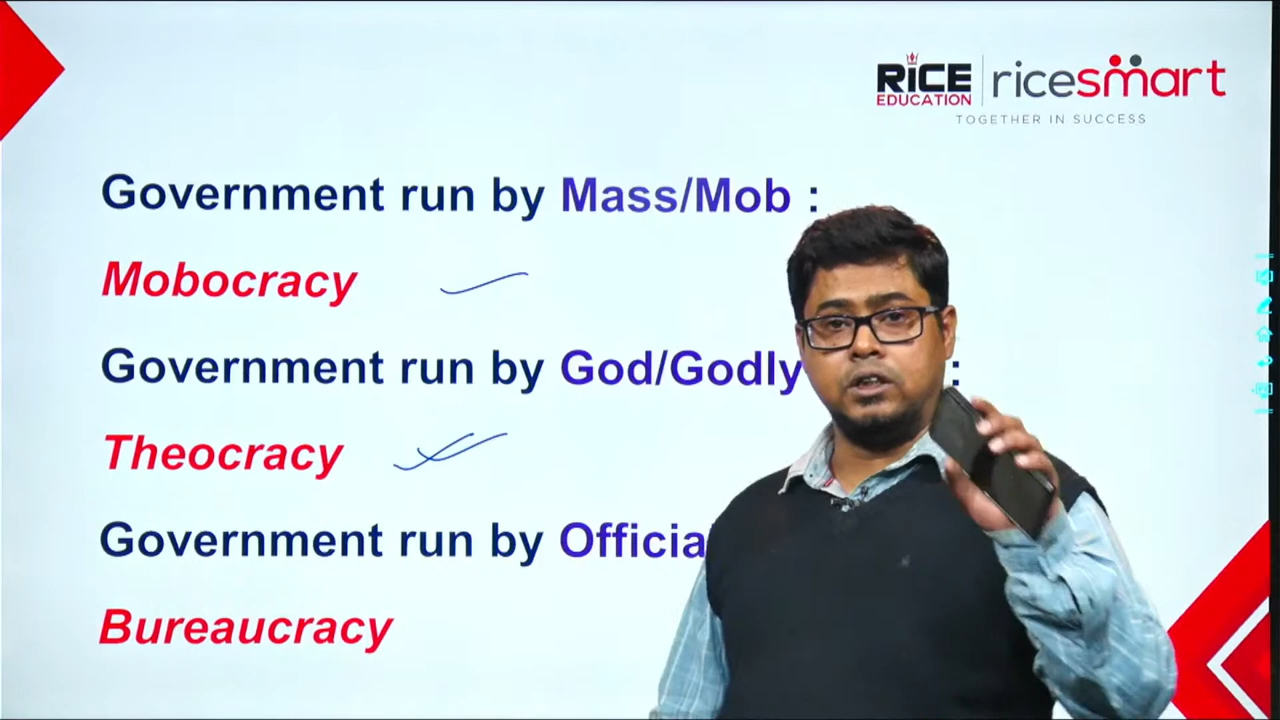 RICE
EDUCATION
ricesmart
TOGETHER IN SUCCESS
Government run by Mass/Mob :
Mobocracy
Government run by God/Godly :
Theocracy
Government run by
Bureaucracy